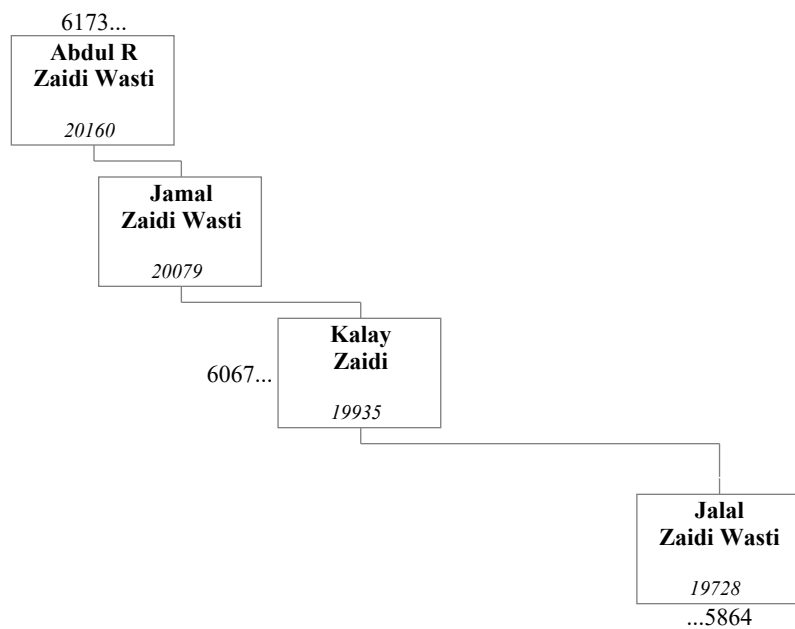 6173...
Abdul R
Zaidi Wasti
20160
Jamal
Zaidi Wasti
20079
Kalay
Zaidi
6067...
19935
Jalal
Zaidi Wasti
19728
...5864